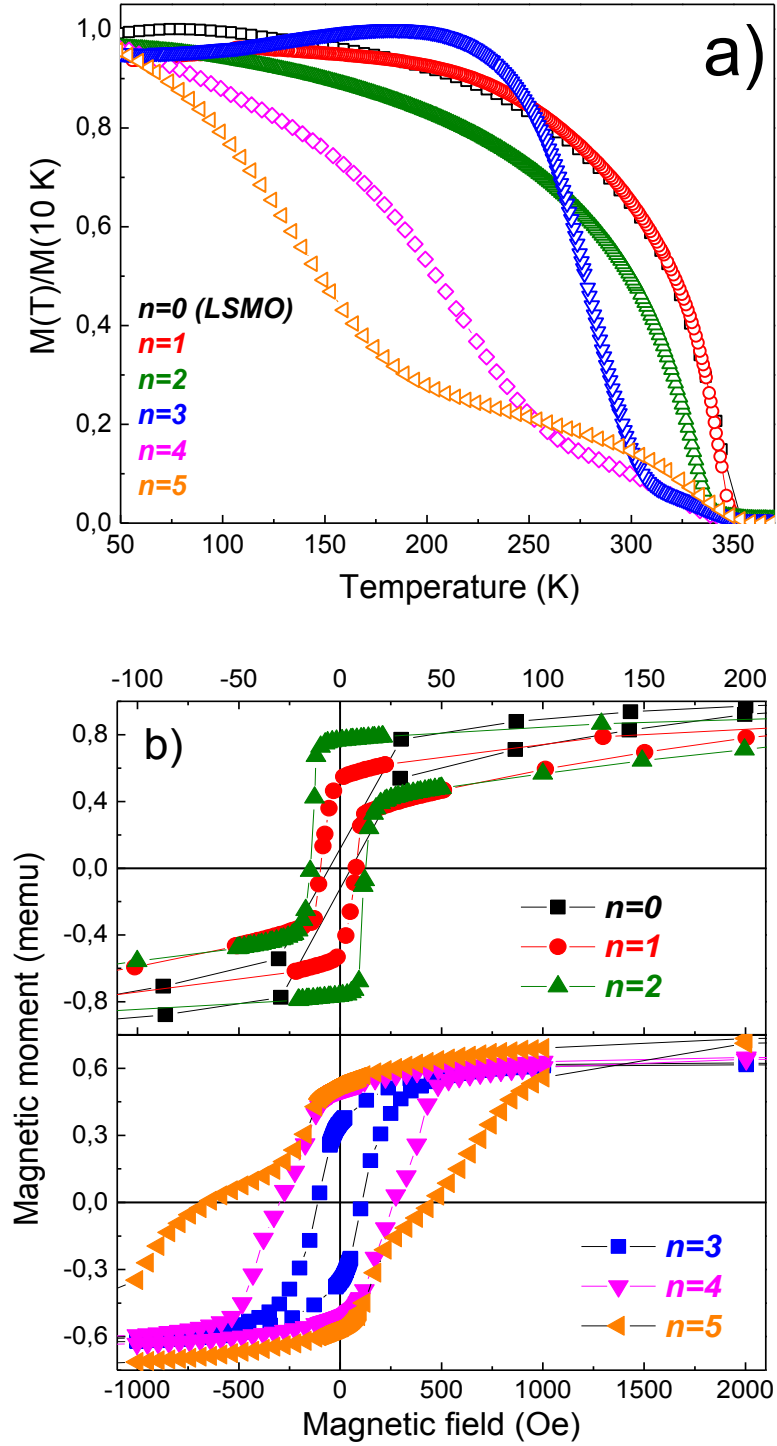 a)
1,0
0,8
0,6
0,4
0,2
0,0
M(T)/M(10 K)
n=0 (LSMO)
n=1
n=2
n=3
n=4
n=5
50 100 150 200 250 300 350
Temperature (K)
-100 -50 0 50 100 150 200
b)
0,8
0,4
0,0
-0,4
-0,8
n=0
n=1
n=2
Magnetic moment (memu)
0,6
0,3
0,0
-0,3
-0,6
n=3
n=4
n=5
-1000 -500 0 500 1000 1500 2000
Magnetic field (Oe)